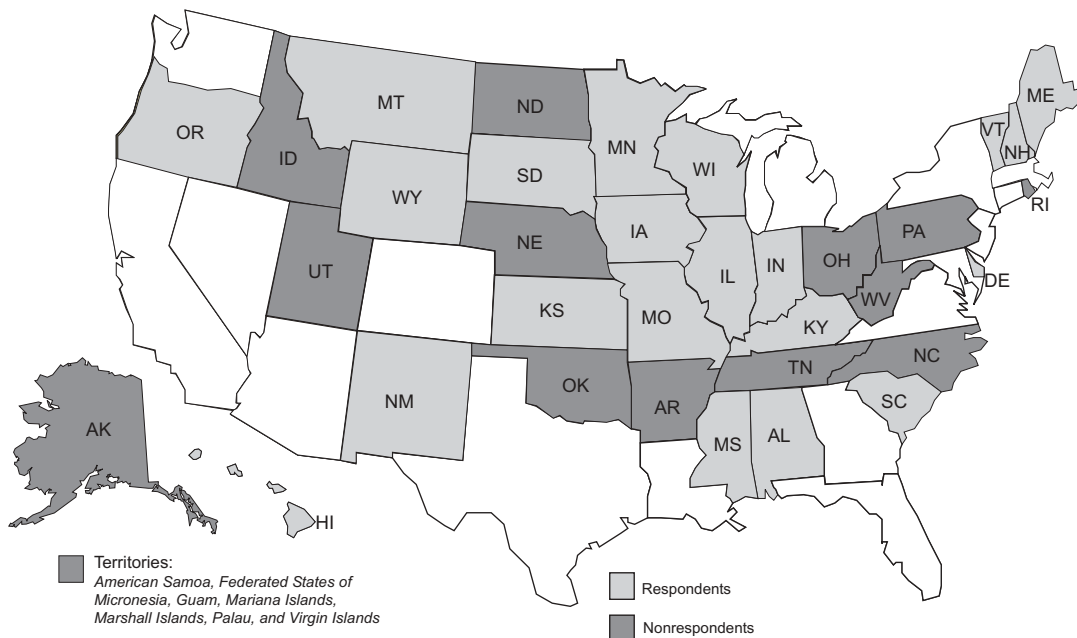 ME
ND
MT
VT
OR
MN
NH
ID
WI
SD
WY
RI
PA
IA
NE
OH
IN
IL
UT
DE
WV
KS
MO
KY
NC
TN
OK
NM
AR
SC
AK
MS
AL
HI
Territories:
American Samoa, Federated States of
Micronesia, Guam, Mariana Islands,
Marshall Islands, Palau, and Virgin Islands
Respondents
Nonrespondents